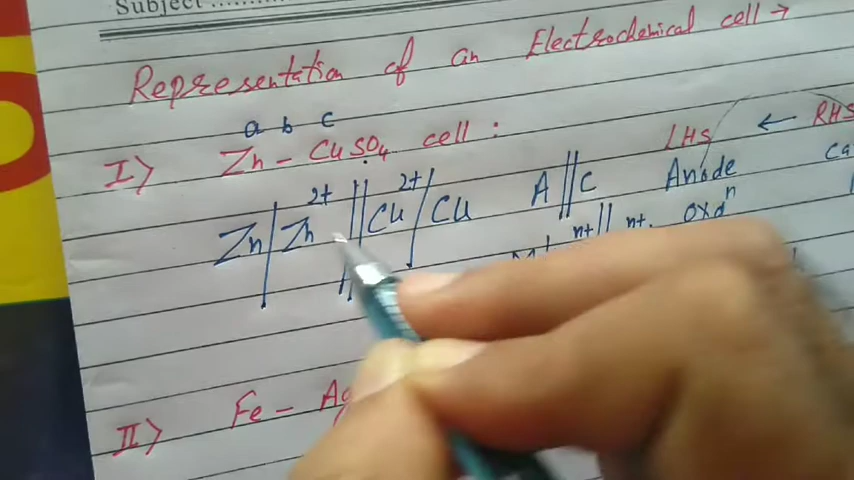 Subject
Representation of an Electrochemical cell →
a b c
I> Zn - CuSO4 cell :
LHS ← RHS
Zn | Zn2+ || Cu2+ / Cu
A || C
Anode
oxdn
n+ || n+
II> Fe - Ag